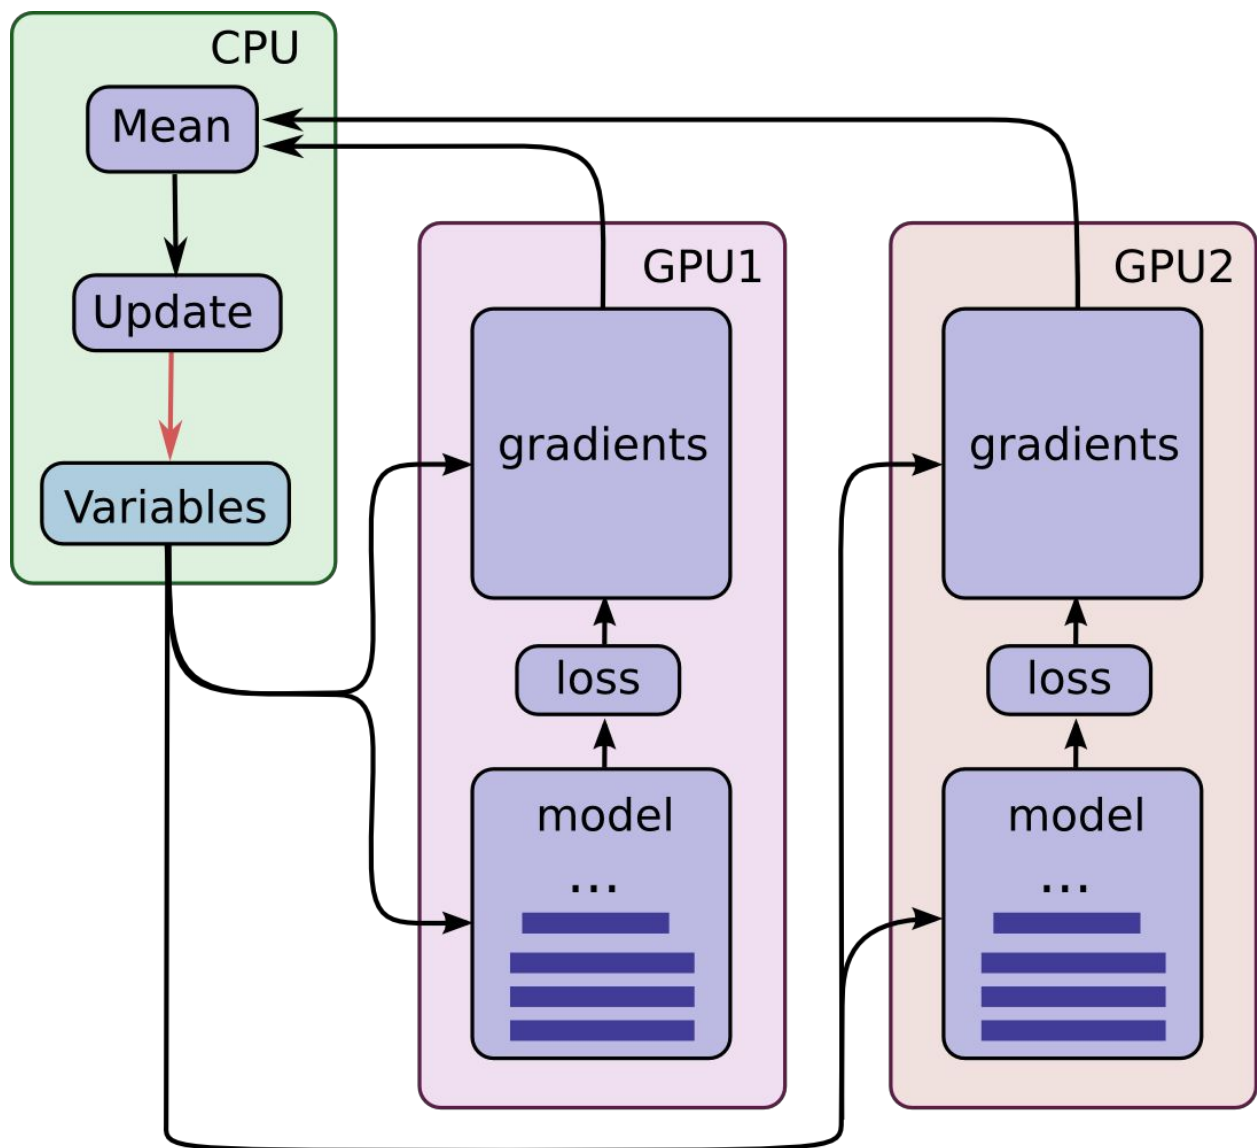 CPU
Mean
Update
Variables
GPU1
gradients
loss
model
...
GPU2
gradients
loss
model
...